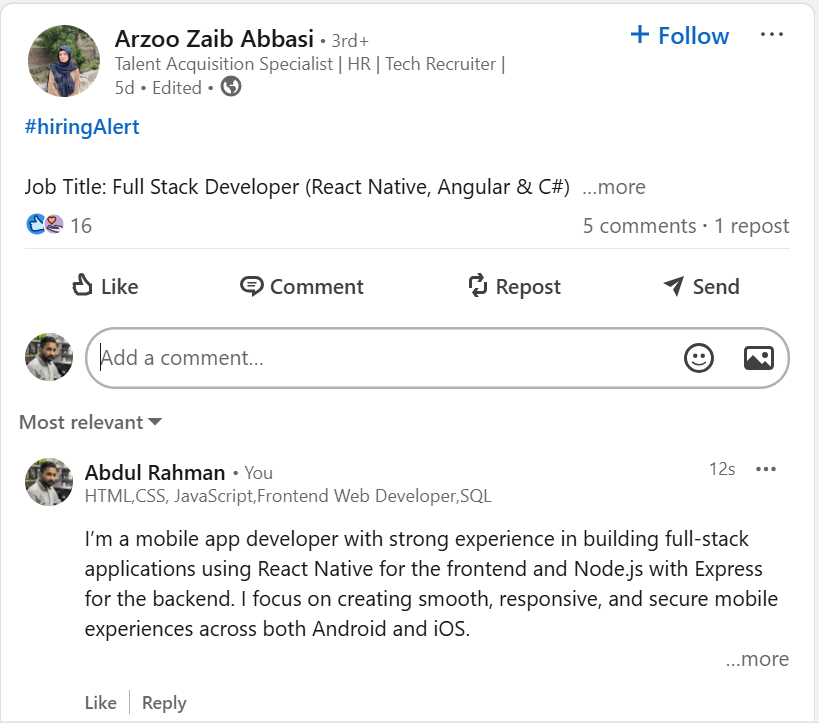 Arzoo Zaib Abbasi • 3rd+
+ Follow
Talent Acquisition Specialist | HR | Tech Recruiter |
5d • Edited •
#hiringAlert
Job Title: Full Stack Developer (React Native, Angular & C#) ...more
16
5 comments · 1 repost
Like
Comment
Repost
Send
Add a comment...
Most relevant
Abdul Rahman • You
12s
HTML,CSS, JavaScript,Frontend Web Developer,SQL
I’m a mobile app developer with strong experience in building full-stack
applications using React Native for the frontend and Node.js with Express
for the backend. I focus on creating smooth, responsive, and secure mobile
experiences across both Android and iOS.
...more
Like | Reply